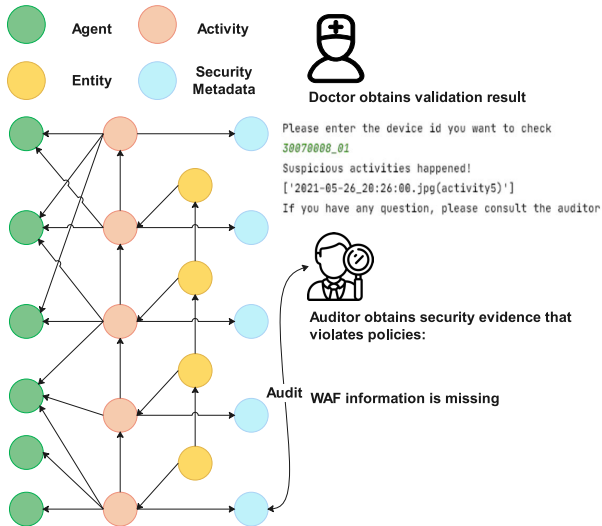 Agent
Activity
Entity
Security
Metadata
Doctor obtains validation result
Please enter the device id you want to check
30070008_01
Suspicious activities happened!
['2021-05-26_20:26:00.jpg(activity5)']
If you have any question, please consult the auditor
Auditor obtains security evidence that
violates policies:
Audit
WAF information is missing